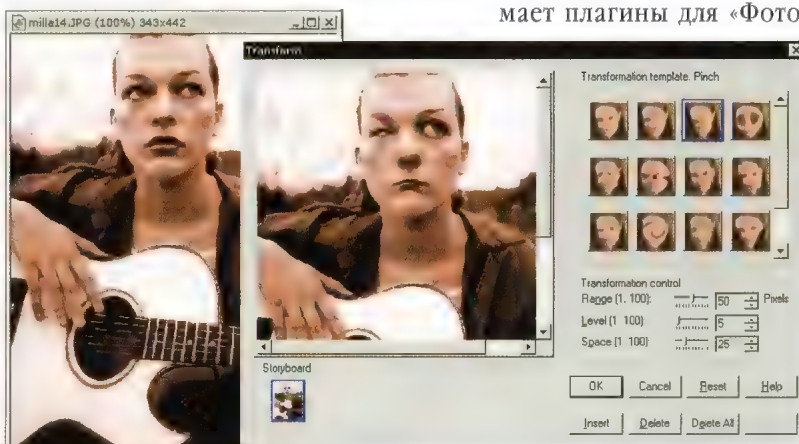 мает плагины для «Фото
milla14.JPG (100%) 343x442
Transform
Transformation template: Pinch
Transformation control
Range (1..100): 50 Pixels
Level (1 100) 5
Space (1 100) 25
Storyboard
OK Cancel Reset Help
Insert Delete Delete All